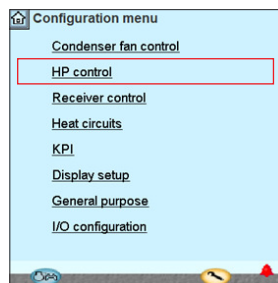 Configuration menu
Condenser fan control
HP control
Receiver control
Heat circuits
KPI
Display setup
General purpose
I/O configuration